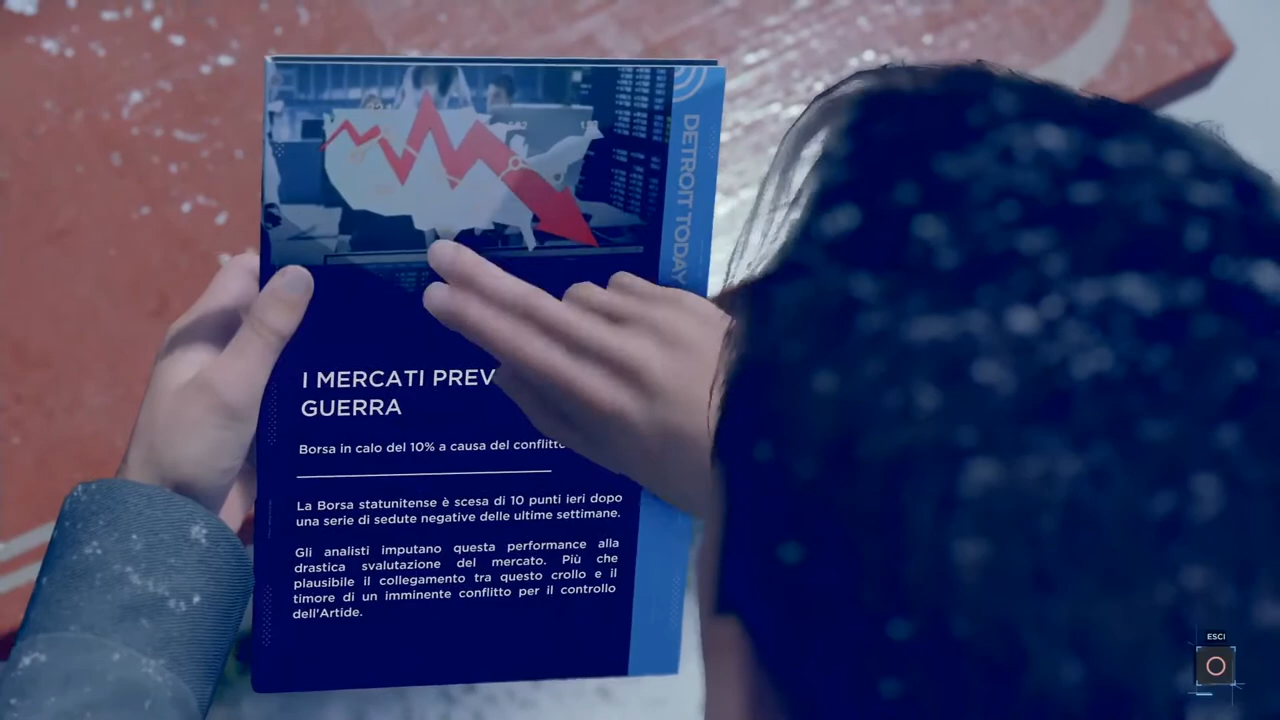 DETROIT TODAY
I MERCATI PREV
GUERRA
Borsa in calo del 10% a causa del conflitto
La Borsa statunitense è scesa di 10 punti ieri dopo
una serie di sedute negative delle ultime settimane.
Gli analisti imputano questa performance alla
drastica svalutazione del mercato. Più che
plausibile il collegamento tra questo crollo e il
timore di un imminente conflitto per il controllo
dell'Artide.
ESCI